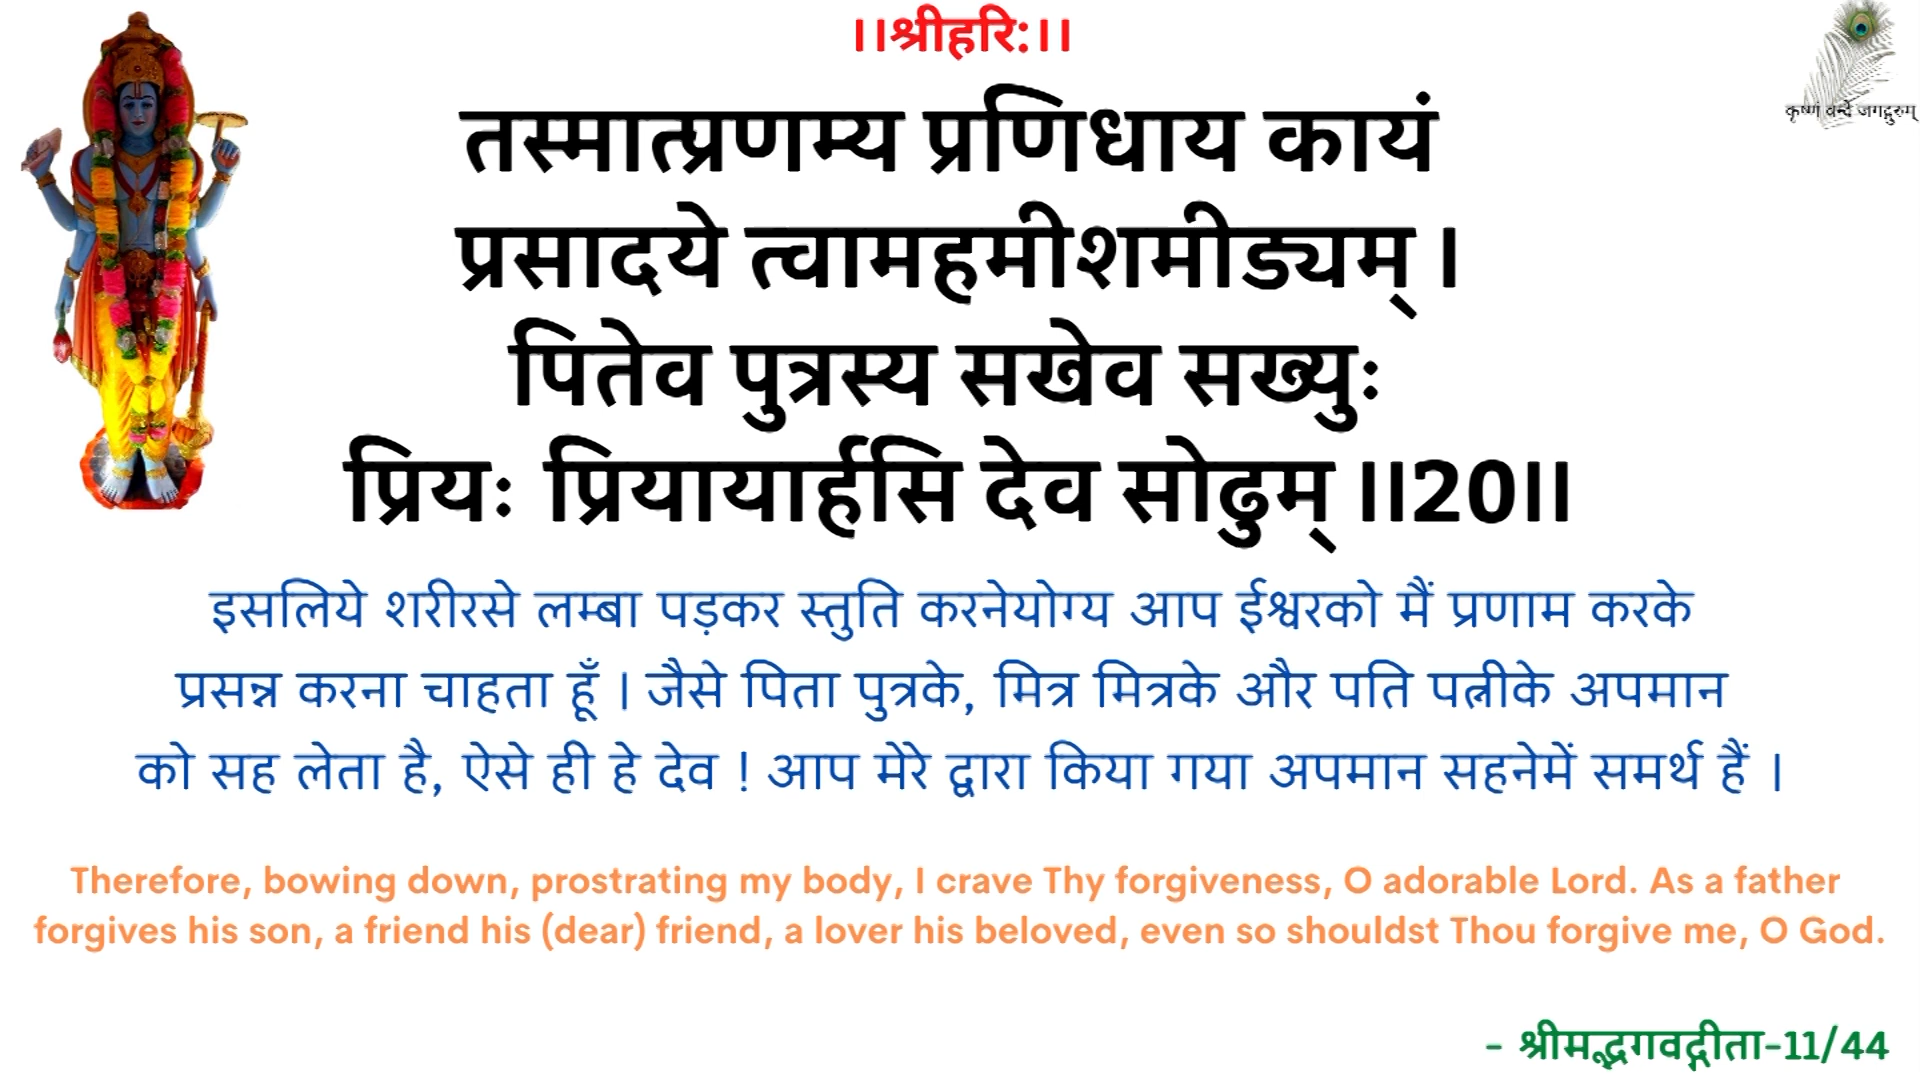 ।।श्रीहरि:।।
कृष्णं वन्दे जगद्गुरुम्
तस्मात्प्रणम्य प्रणिधाय कायं
प्रसादये त्वामहमीशमीड्यम् ।
पितेव पुत्रस्य सखेव सख्युः
प्रियः प्रियायार्हसि देव सोढुम् ।।20।।
इसलिये शरीरसे लम्बा पड़कर स्तुति करनेयोग्य आप ईश्वरको मैं प्रणाम करके
प्रसन्न करना चाहता हूँ । जैसे पिता पुत्रके, मित्र मित्रके और पति पत्नीके अपमान
को सह लेता है, ऐसे ही हे देव ! आप मेरे द्वारा किया गया अपमान सहनेमें समर्थ हैं ।
Therefore, bowing down, prostrating my body, I crave Thy forgiveness, O adorable Lord. As a father
forgives his son, a friend his (dear) friend, a lover his beloved, even so shouldst Thou forgive me, O God.
- श्रीमद्भगवद्गीता-11/44